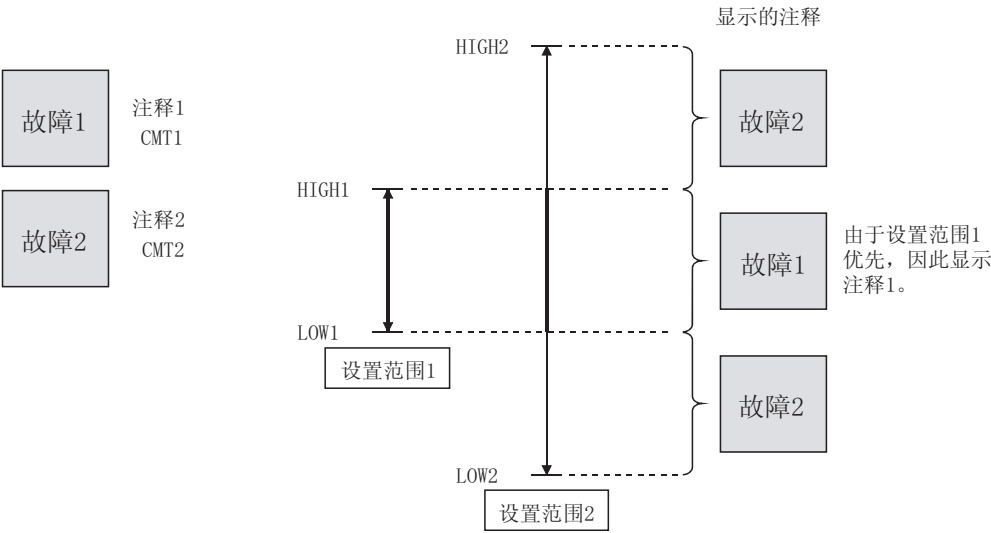 显示的注释
HIGH2
故障1
注释1
CMT1
故障2
HIGH1
故障2
注释2
CMT2
故障1
由于设置范围1
优先，因此显示
注释1。
LOW1
设置范围1
故障2
LOW2
设置范围2